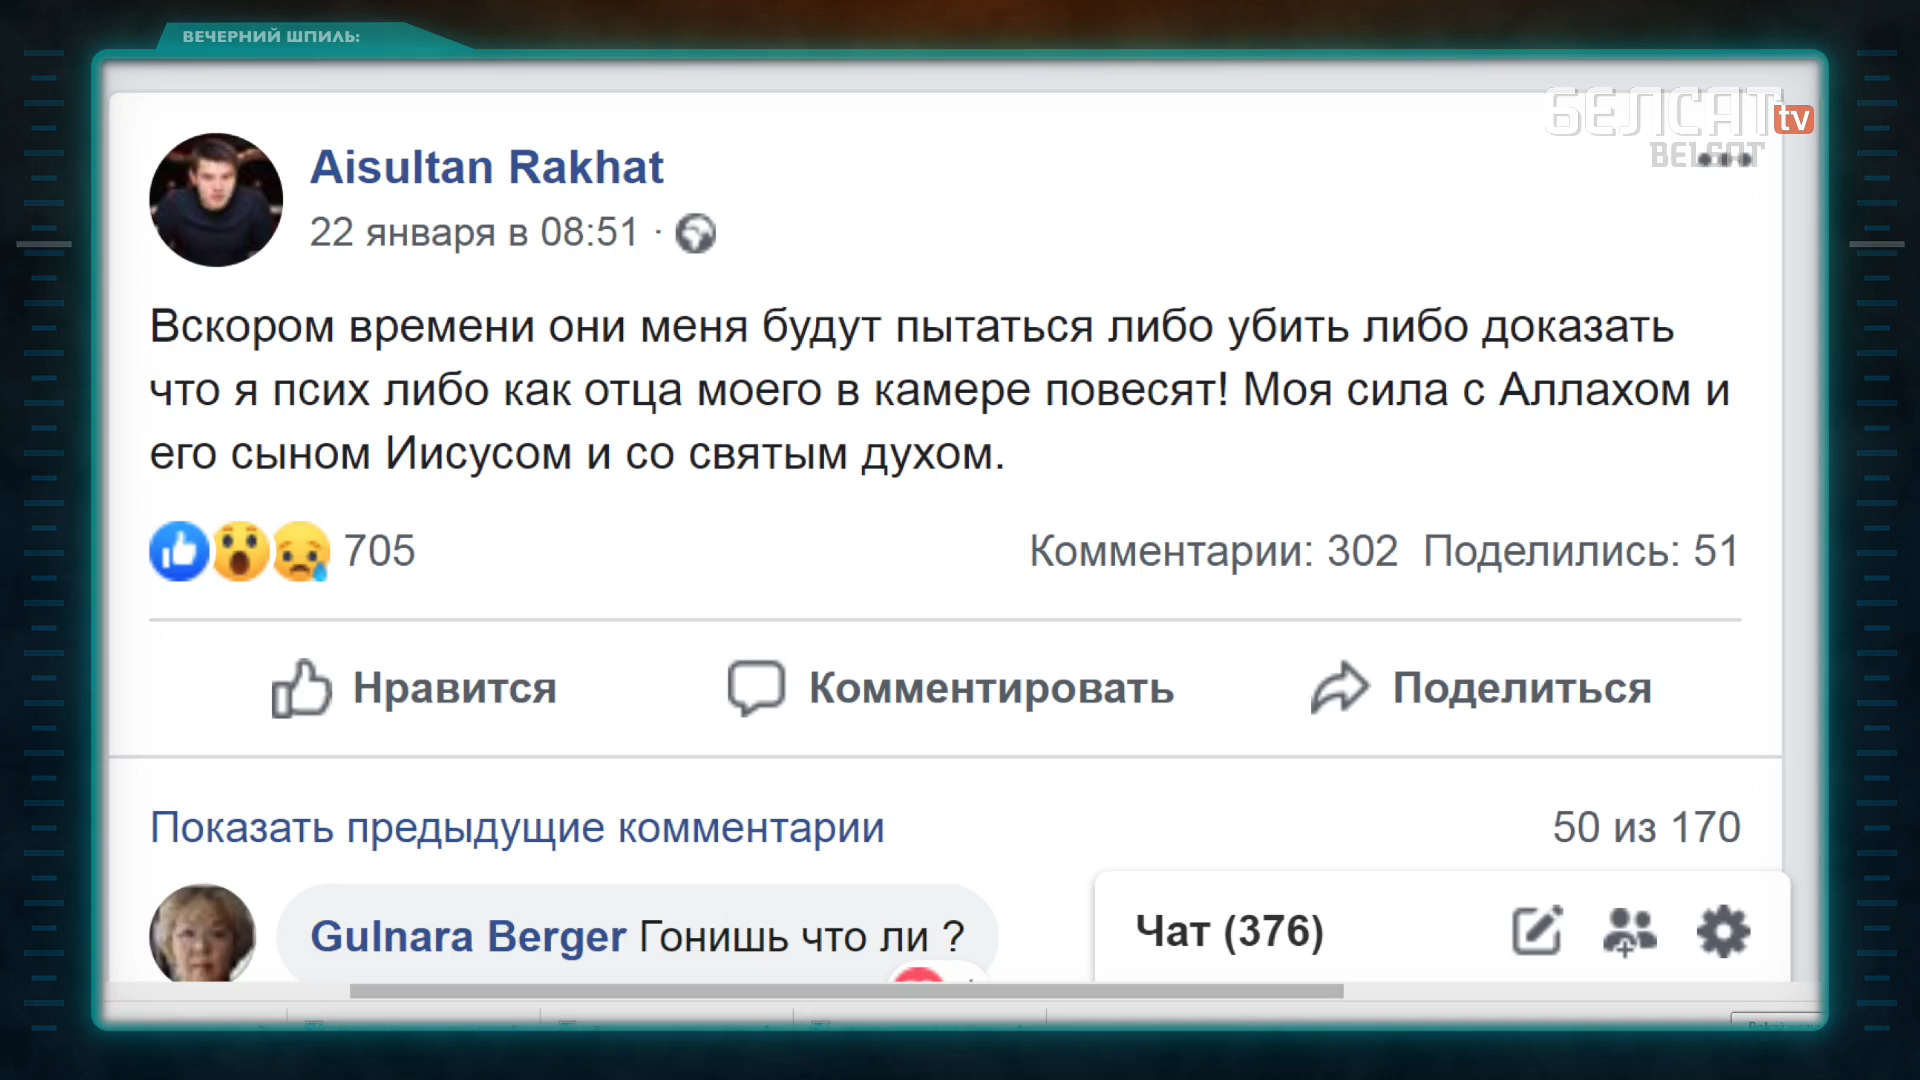 ВЕЧЕРНИЙ ШПИЛЬ:
БЕЛСАТ tv
BELSAT
Aisultan Rakhat
22 января в 08:51 ·
Вскором времени они меня будут пытаться либо убить либо доказать
что я псих либо как отца моего в камере повесят! Моя сила с Аллахом и
его сыном Иисусом и со святым духом.
705 Комментарии: 302 Поделились: 51
Нравится Комментировать Поделиться
Показать предыдущие комментарии 50 из 170
Gulnara Berger Гонишь что ли ?
Чат (376)